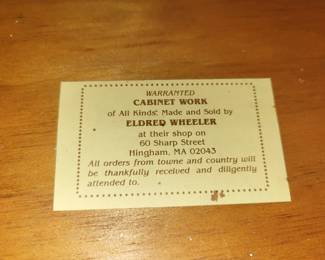 WARRANTED
CABINET WORK
of All Kinds: Made and Sold by
ELDRED WHEELER
at their shop on
60 Sharp Street
Hingham, MA 02043
All orders from towne and country will
be thankfully received and diligently
attended to.